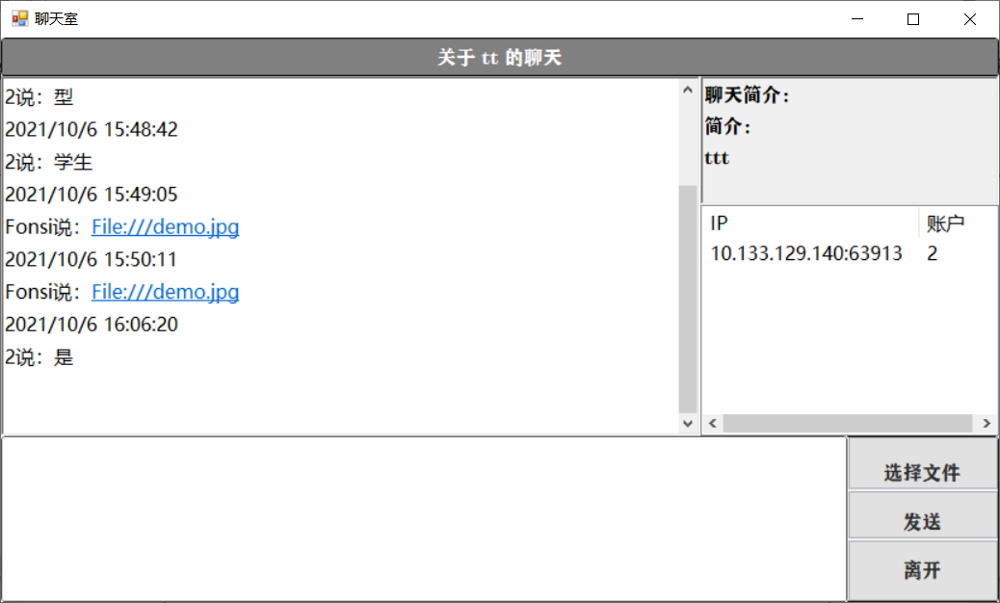 聊天室
关于 tt 的聊天
2说：型
2021/10/6 15:48:42
2说：学生
2021/10/6 15:49:05
Fonsi说：File:///demo.jpg
2021/10/6 15:50:11
Fonsi说：File:///demo.jpg
2021/10/6 16:06:20
2说：是
聊天简介：
简介：
ttt
IP 账户
10.133.129.140:63913 2
选择文件
发送
离开